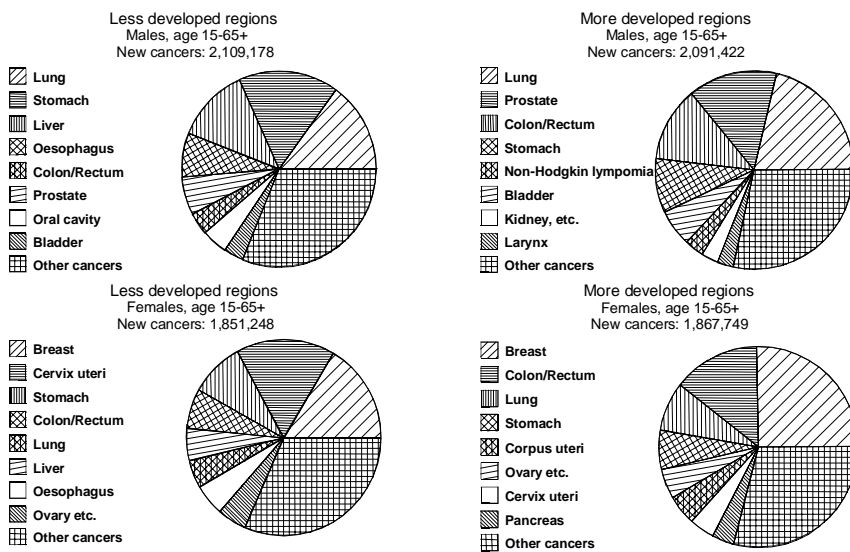 Less developed regions
Males, age 15-65+
New cancers: 2,109,178
Lung
Stomach
Liver
Oesophagus
Colon/Rectum
Prostate
Oral cavity
Bladder
Other cancers
More developed regions
Males, age 15-65+
New cancers: 2,091,422
Lung
Prostate
Colon/Rectum
Stomach
Non-Hodgkin lympomia
Bladder
Kidney, etc.
Larynx
Other cancers
Less developed regions
Females, age 15-65+
New cancers: 1,851,248
Breast
Cervix uteri
Stomach
Colon/Rectum
Lung
Liver
Oesophagus
Ovary etc.
Other cancers
More developed regions
Females, age 15-65+
New cancers: 1,867,749
Breast
Colon/Rectum
Lung
Stomach
Corpus uteri
Ovary etc.
Cervix uteri
Pancreas
Other cancers